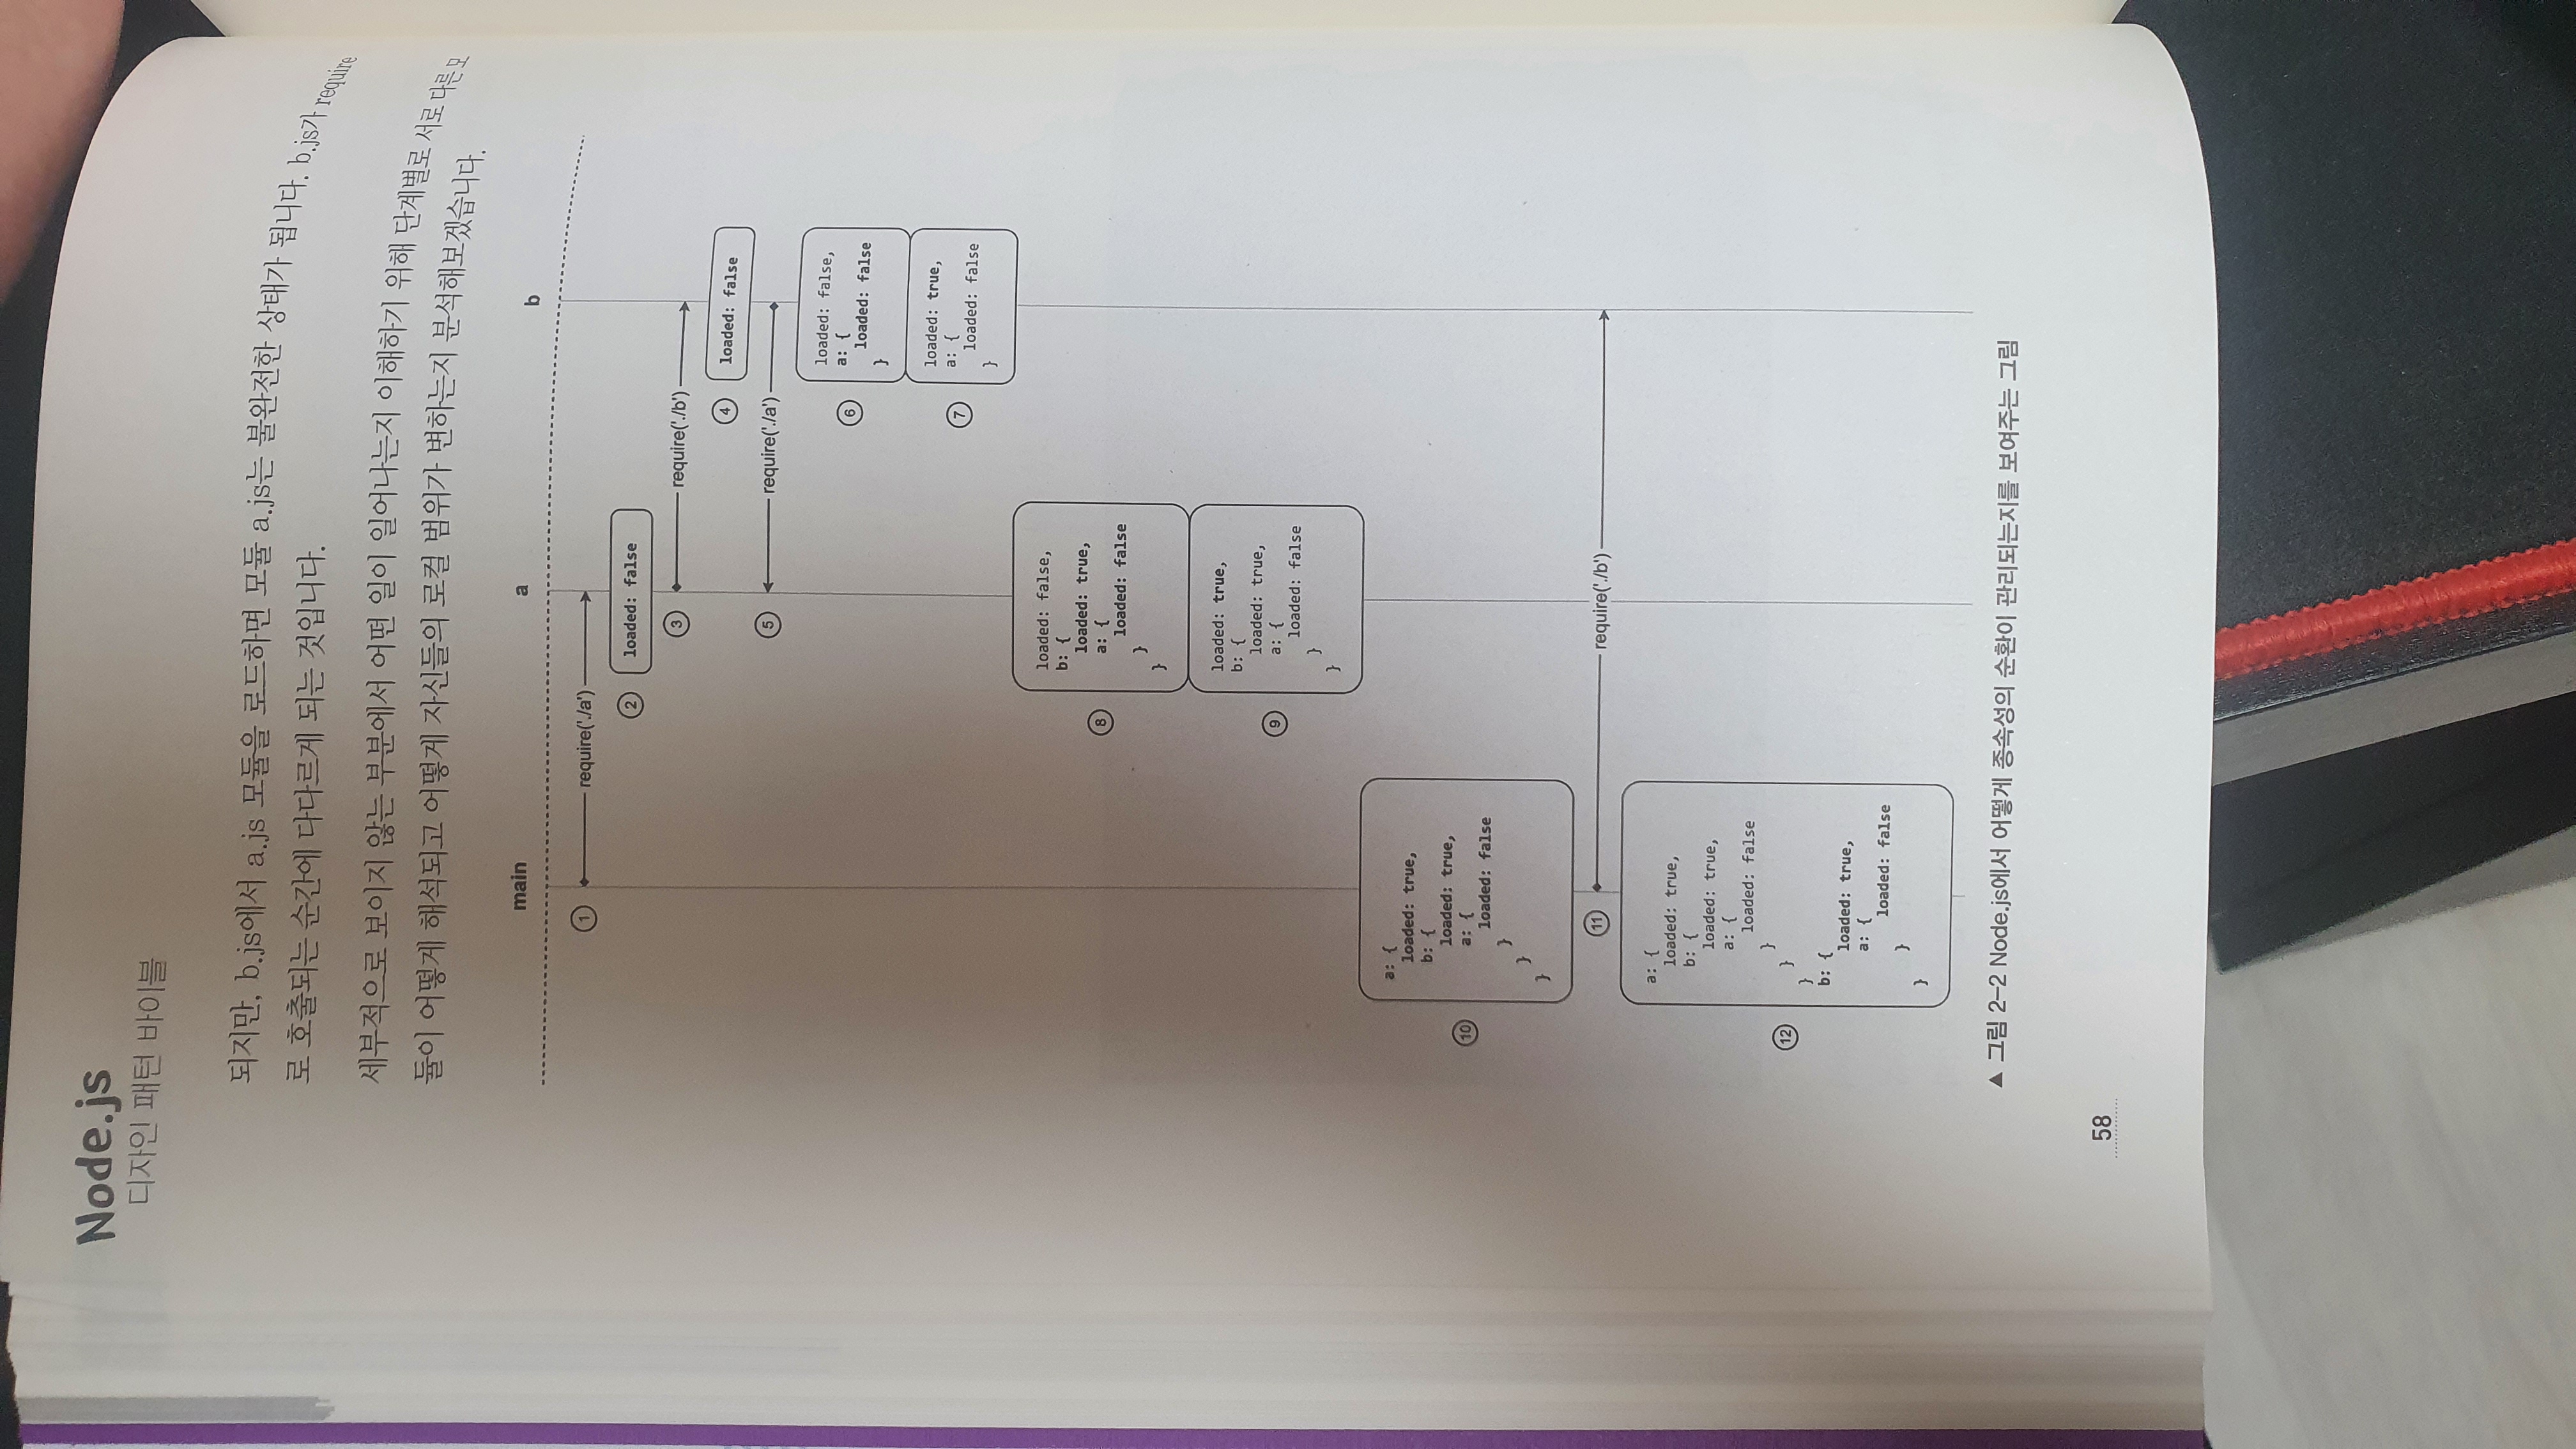 Node.js
디자인 패턴 바이블
되지만, b.js에서 a.js 모듈을 로드하면 모듈 a.js는 불완전한 상태가 됩니다. b.js가 require
로 호출되는 순간에 다다르게 되는 것입니다.
세부적으로 보이지 않는 부분에서 어떤 일이 일어나는지 이해하기 위해 단계별로 서로 다른 모
듈이 어떻게 해석되고 어떻게 자신들의 로컬 범위가 변하는지 분석해보겠습니다.
main a b
① require('./a')
② loaded: false
③ require('./b')
④ loaded: false
⑤ require('./a')
⑥ loaded: false,
a: {
loaded: false
}
⑦ loaded: true,
a: {
loaded: false
}
⑧ loaded: false,
b: {
loaded: true,
a: {
loaded: false
}
}
⑨ loaded: true,
b: {
loaded: true,
a: {
loaded: false
}
}
⑩ a: {
loaded: true,
b: {
loaded: true,
a: {
loaded: false
}
}
}
⑪ require('./b')
⑫ a: {
loaded: true,
b: {
loaded: true,
a: {
loaded: false
}
}
}
b: {
loaded: true,
a: {
loaded: false
}
}
▲ 그림 2-2 Node.js에서 어떻게 종속성의 순환이 관리되는지를 보여주는 그림
58